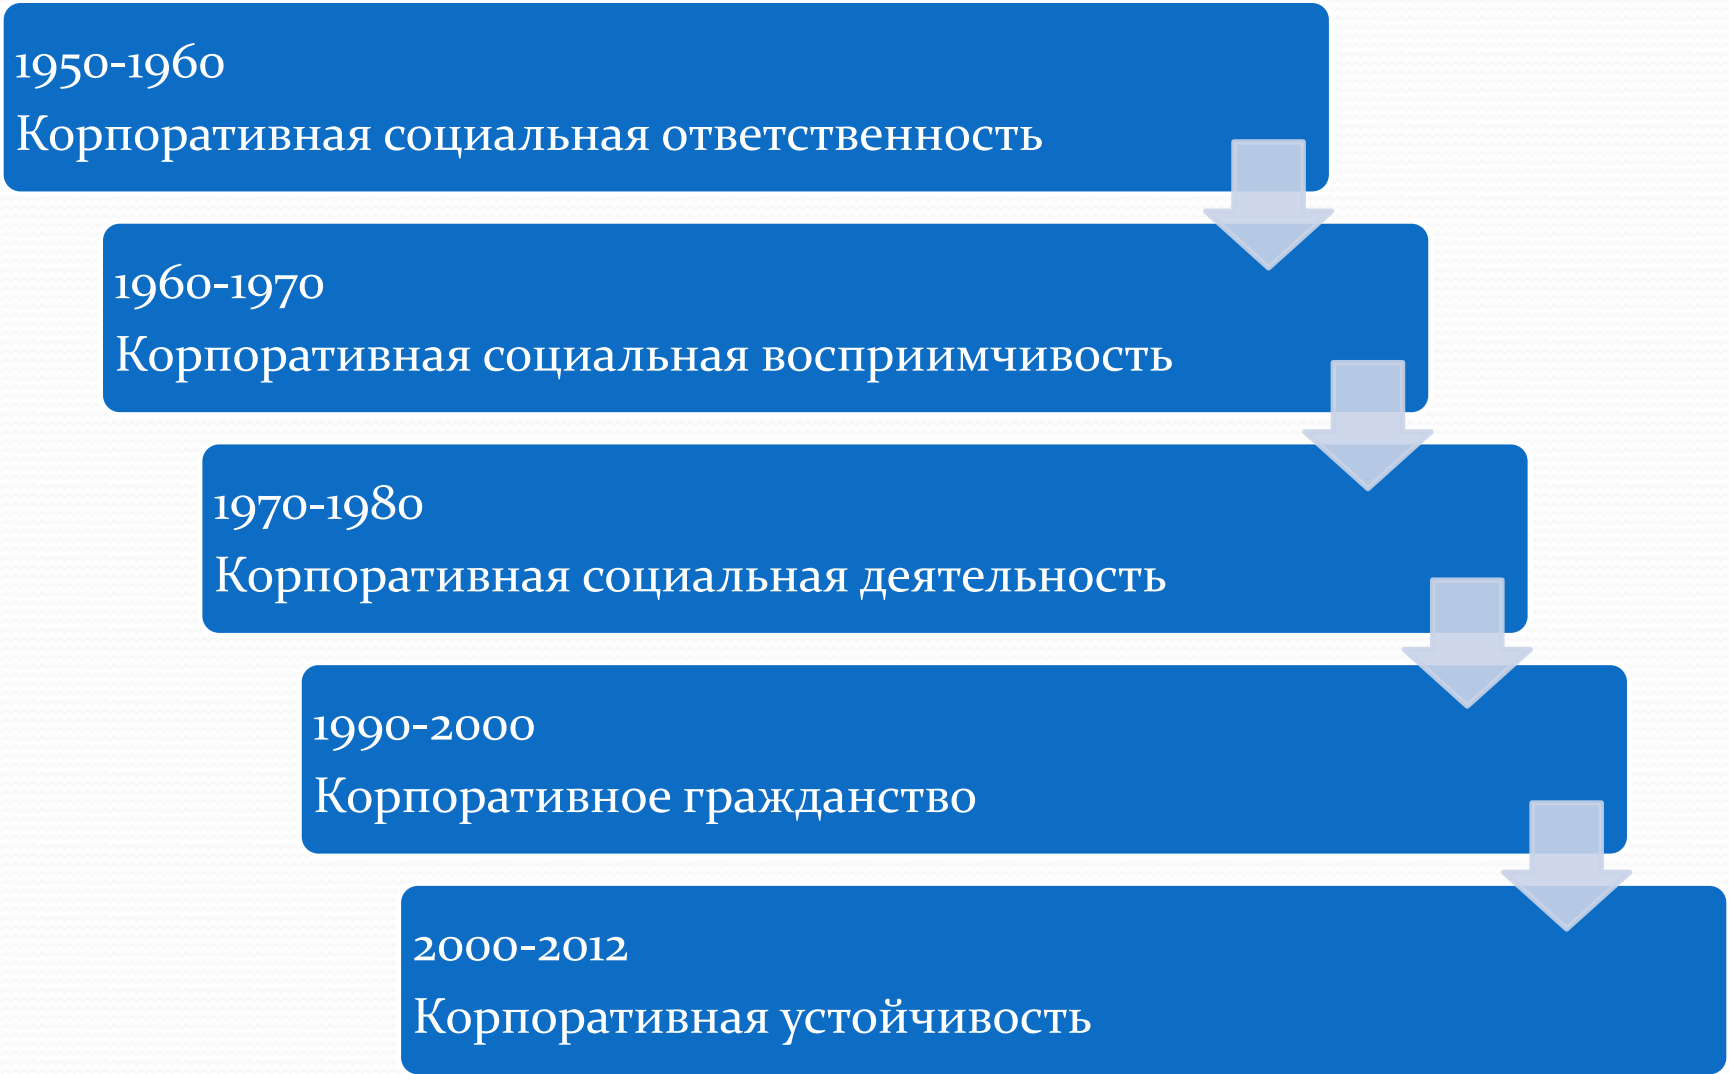 1950-1960
Корпоративная социальная ответственность
1960-1970
Корпоративная социальная восприимчивость
1970-1980
Корпоративная социальная деятельность
1990-2000
Корпоративное гражданство
2000-2012
Корпоративная устойчивость